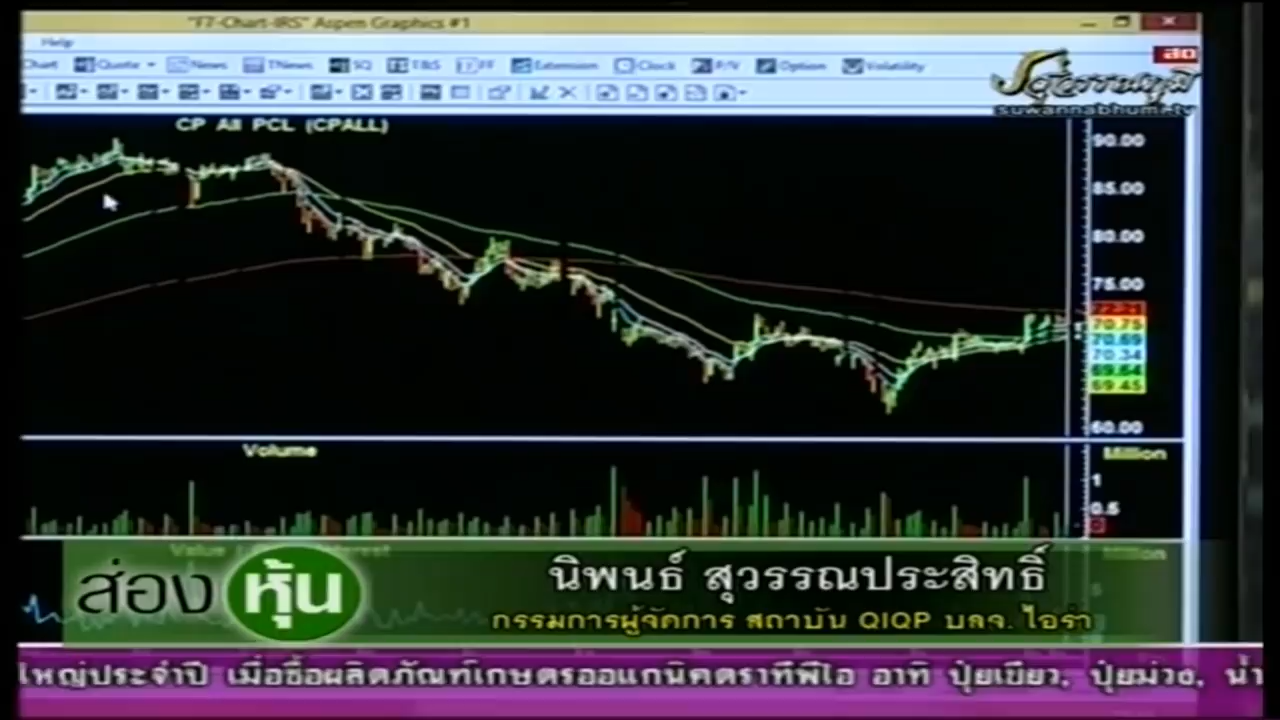 "F7-Chart-IRS" Aspen Graphics #1
Help
Chart Quote News TNews SQ T&S FF Extension Clock P/V Option Volatility
สด
สุวรรณภูมิ
suwannabhumi.tv
CP All PCL (CPALL)
90.00
85.00
80.00
75.00
72.21
70.75
70.69
70.34
69.64
69.45
60.00
Volume
Million
1
0.5
0
Million
ส่อง หุ้น
นิพนธ์ สุวรรณประสิทธิ์
กรรมการผู้จัดการ สถาบัน QIQP บลจ. ไอร่า
ใหญ่ประจำปี เมื่อซื้อผลิตภัณฑ์เกษตรออแกนิคตราทีพีไอ อาทิ ปุ๋ยเขียว, ปุ๋ยม่วง, น้ำ